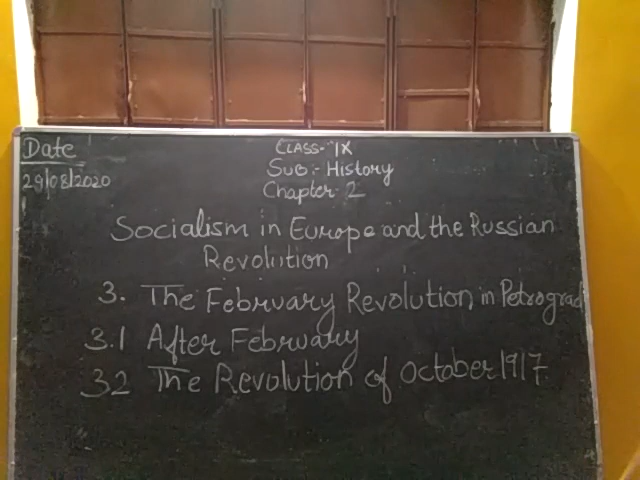 Date
29/08/2020
CLASS- IX
SUB:- History
Chapter- 2
Socialism in Europe and the Russian
Revolution
3. The February Revolution in Petrograd
3.1 After February
3.2 The Revolution of October 1917